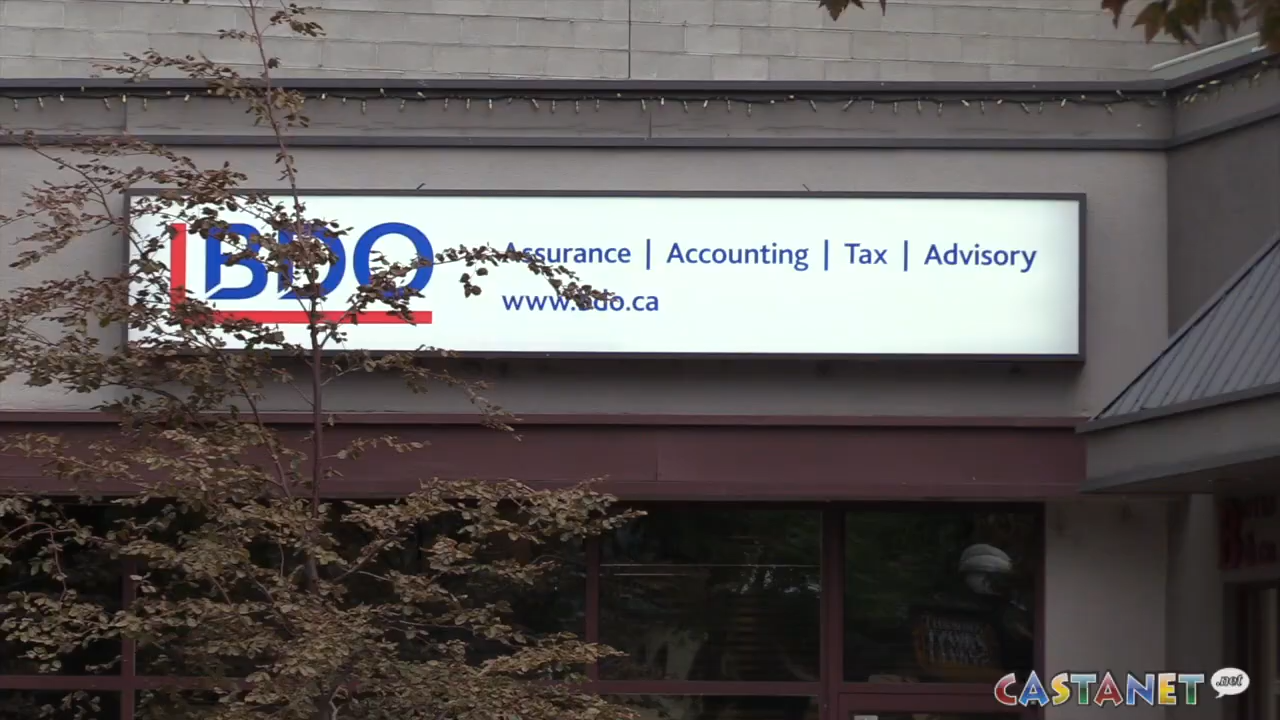 BDO
Assurance | Accounting | Tax | Advisory
www.bdo.ca
CASTANET .net